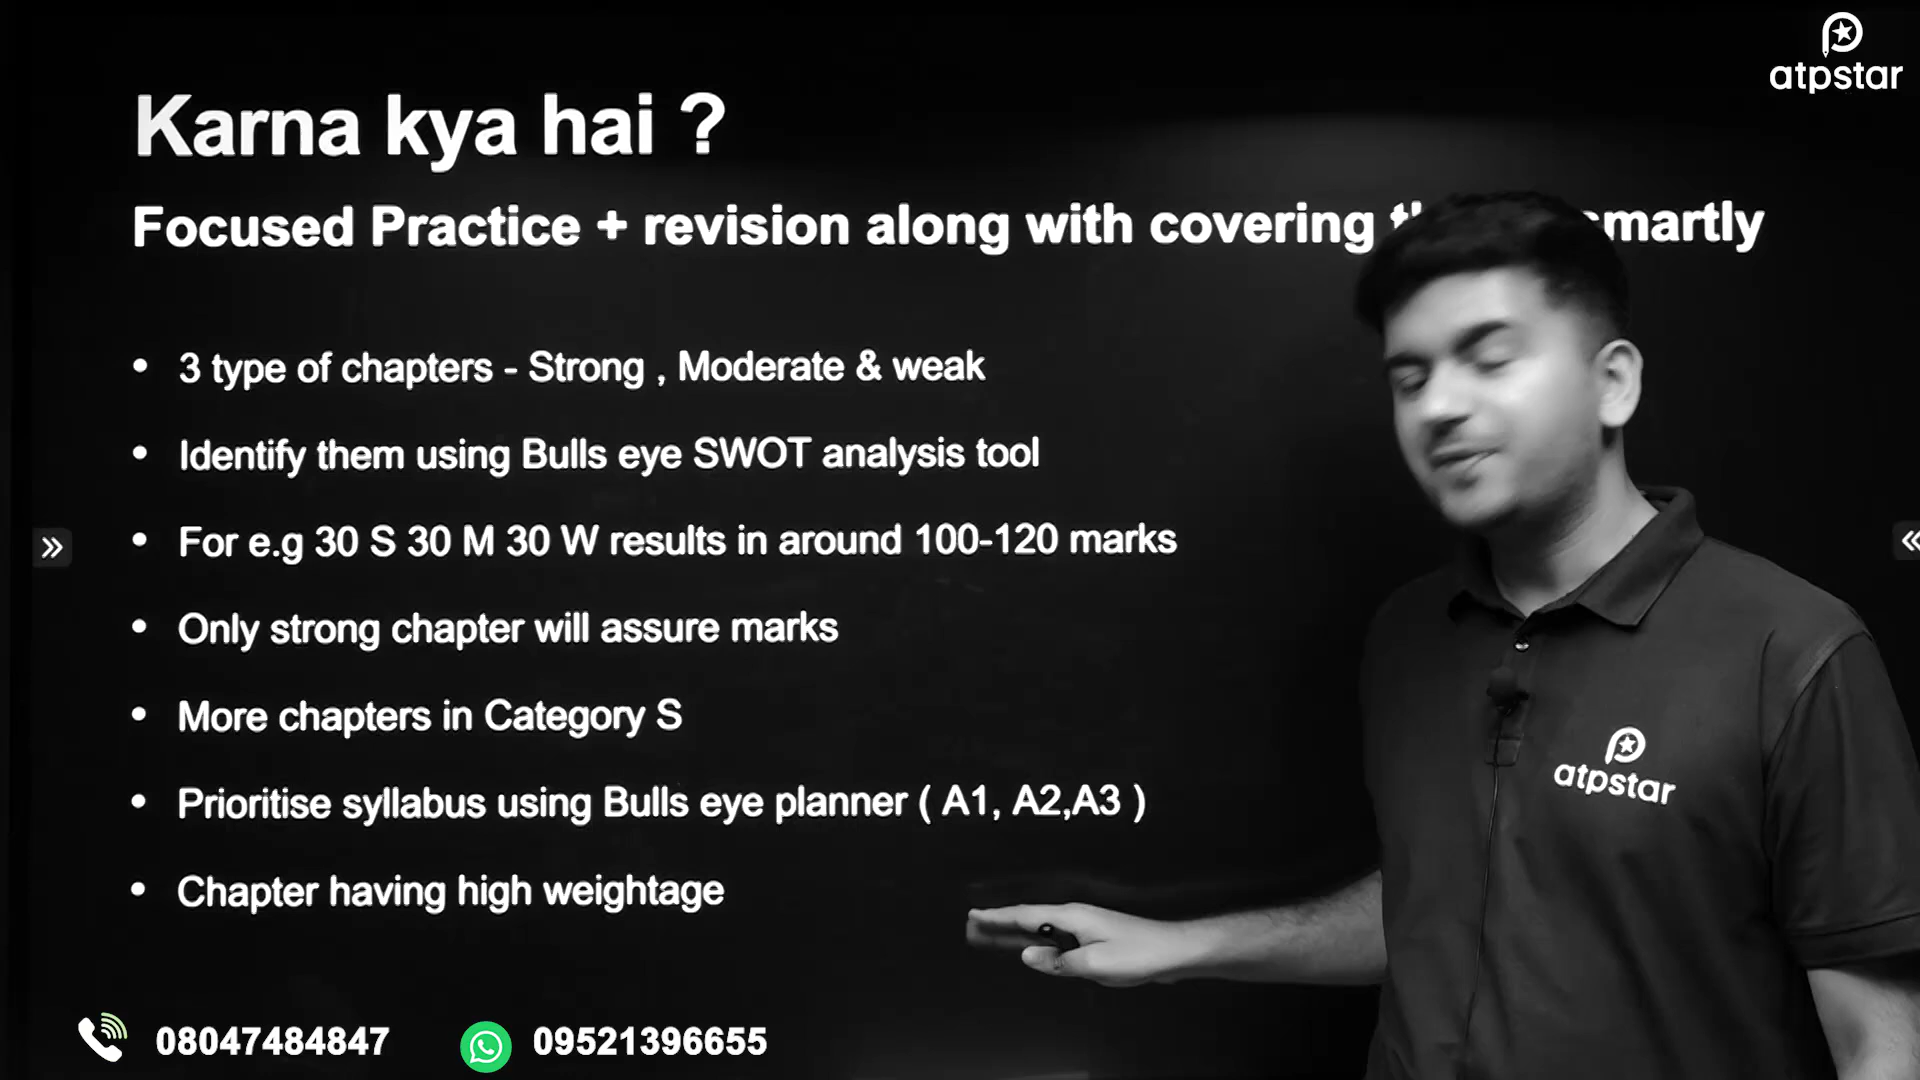 atpstar
Karna kya hai ?
Focused Practice + revision along with covering
3 type of chapters - Strong , Moderate & weak
Identify them using Bulls eye SWOT analysis tool
For e.g 30 S 30 M 30 W results in around 100-120 marks
Only strong chapter will assure marks
More chapters in Category S
Prioritise syllabus using Bulls eye planner ( A1, A2,A3 )
Chapter having high weightage
atpstar
08047484847
09521396655